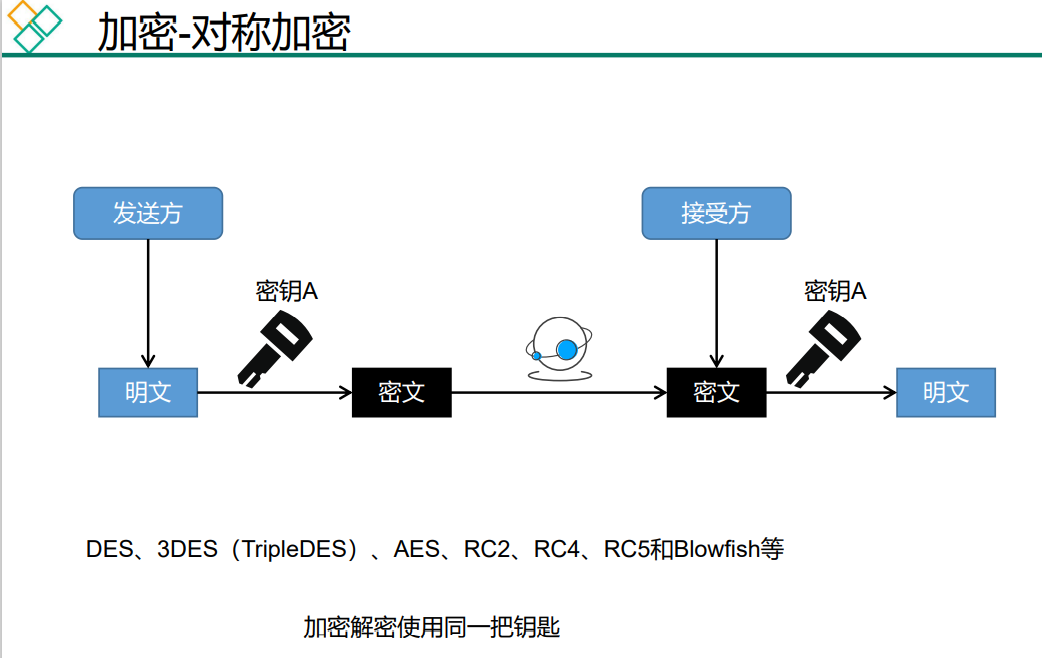 加密-对称加密
发送方
接受方
密钥A
密钥A
明文
密文
密文
明文
DES、3DES（TripleDES）、AES、RC2、RC4、RC5和Blowfish等
加密解密使用同一把钥匙